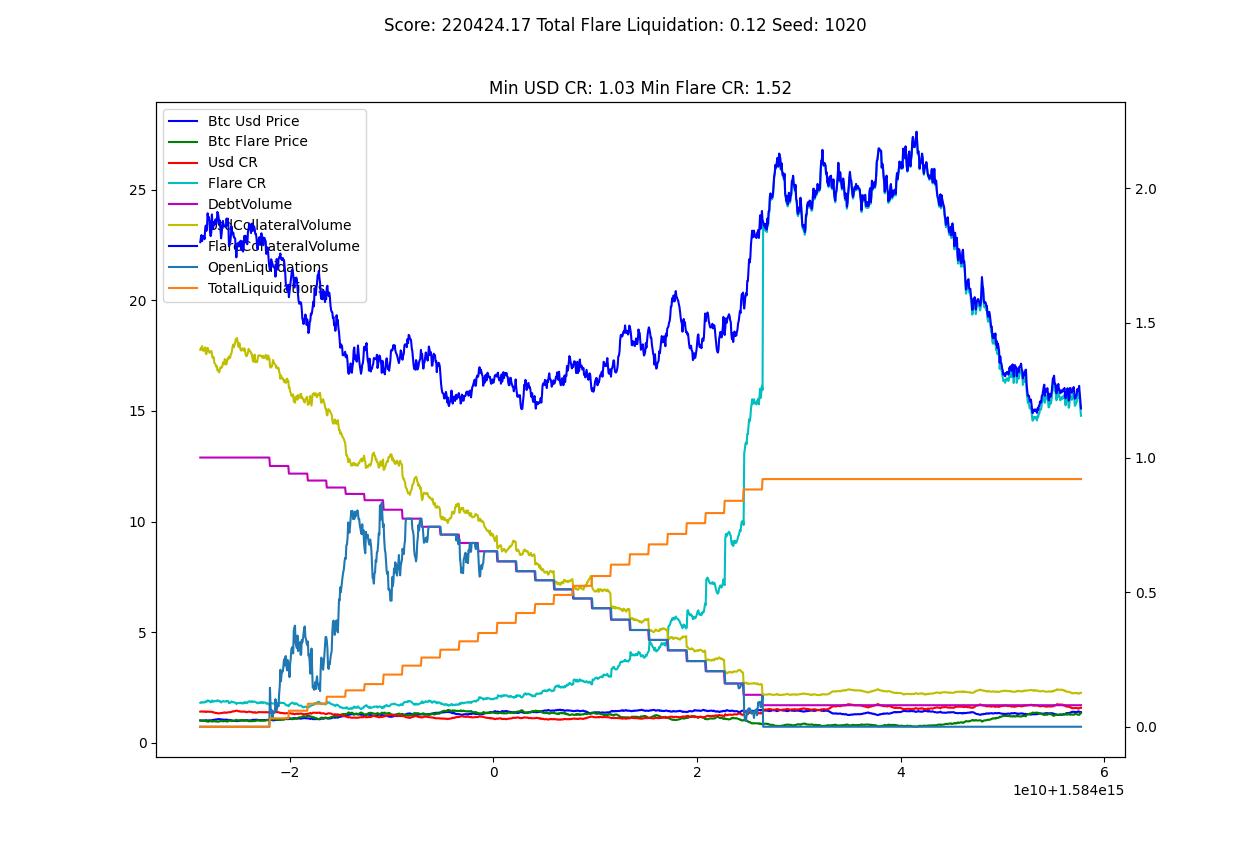 Score: 220424.17 Total Flare Liquidation: 0.12 Seed: 1020
Min USD CR: 1.03 Min Flare CR: 1.52
Btc Usd Price
Btc Flare Price
Usd CR
Flare CR
DebtVolume
UsdCollateralVolume
FlareCollateralVolume
OpenLiquidations
TotalLiquidations
25
20
15
10
5
0
2.0
1.5
1.0
0.5
0.0
−2
0
2
4
6
1e10+1.584e15